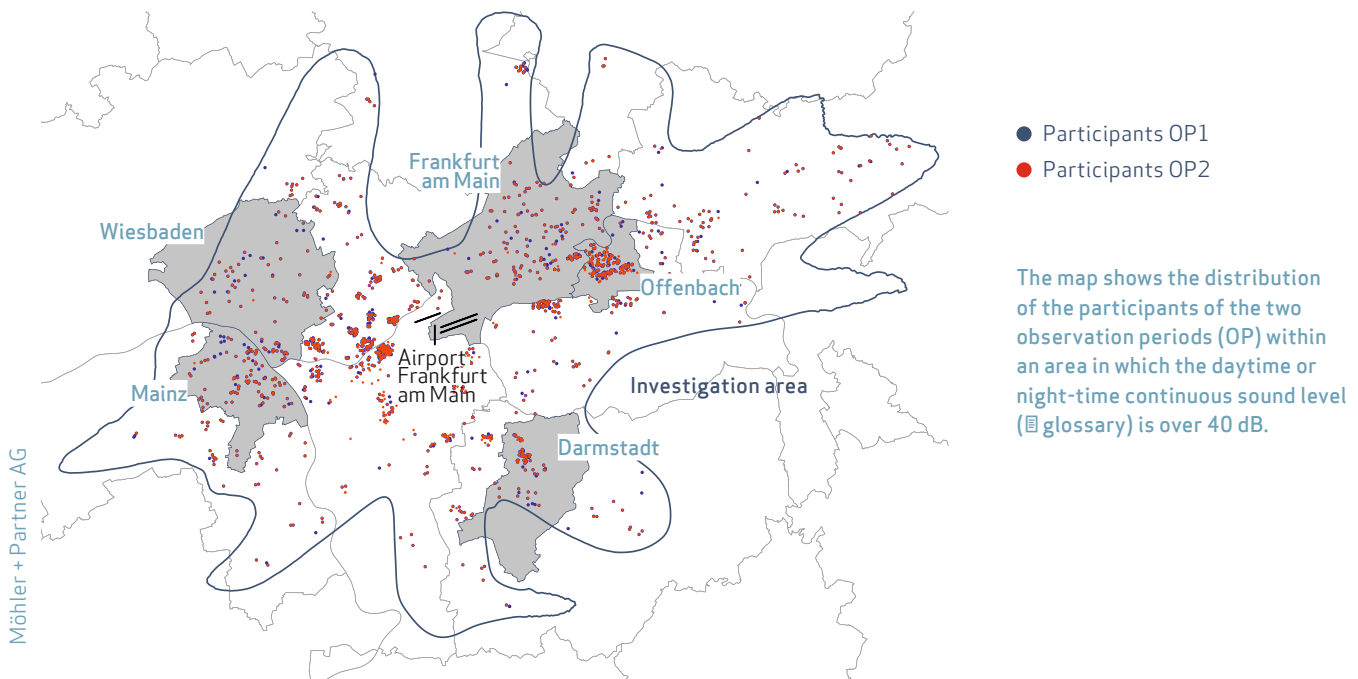 Frankfurt
am Main
Wiesbaden
Offenbach
Airport
Frankfurt
am Main
Investigation area
Mainz
Darmstadt
Möhler + Partner AG
Participants OP1
Participants OP2
The map shows the distribution
of the participants of the two
observation periods (OP) within
an area in which the daytime or
night-time continuous sound level
(glossary) is over 40 dB.